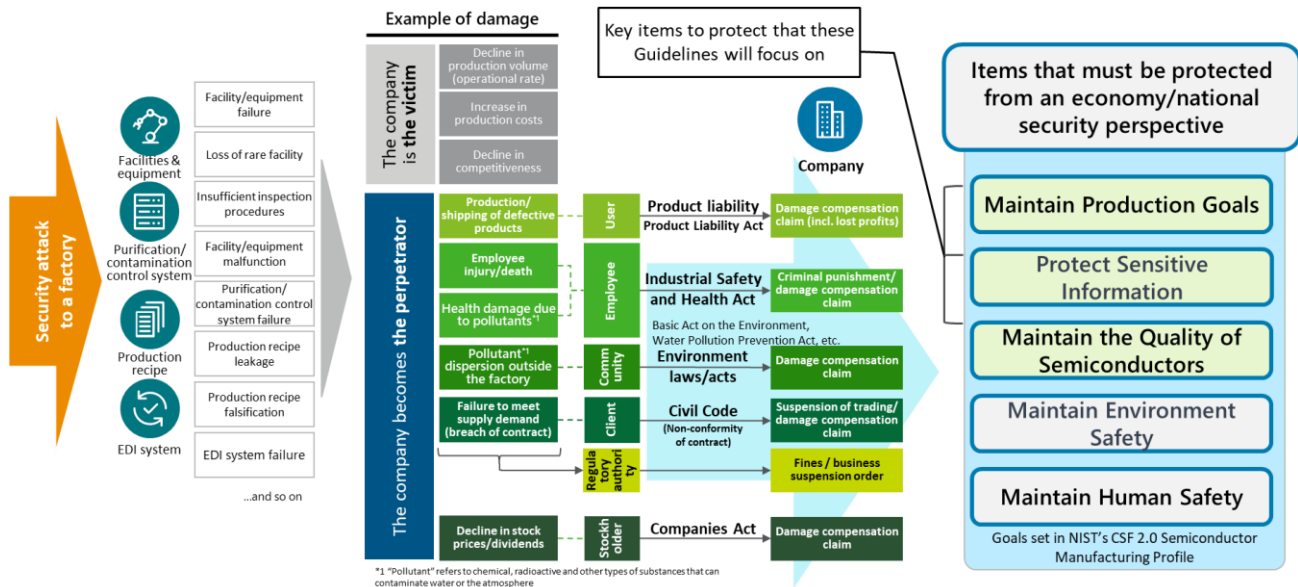 Example of damage
Key items to protect that these
Guidelines will focus on
Items that must be protected
from an economy/national
security perspective
Security attack
to a factory
Facilities &
equipment
Purification/
contamination
control system
Production
recipe
EDI system
Facility/equipment
failure
Loss of rare facility
Insufficient inspection
procedures
Facility/equipment
malfunction
Purification/
contamination control
system failure
Production recipe
leakage
Production recipe
falsification
EDI system failure
...and so on
The company
is the victim
Decline in
production volume
(operational rate)
Increase in
production costs
Decline in
competitiveness
The company becomes the perpetrator
Production/
shipping of defective
products
Employee
injury/death
Health damage due
to pollutants*1
Pollutant*1
dispersion outside
the factory
Failure to meet
supply demand
(breach of contract)
Decline in stock
prices/dividends
User
Employee
Comm
unity
Client
Regula
tory
authori
ty
Stockh
older
Product liability
Product Liability Act
Industrial Safety
and Health Act
Basic Act on the Environment,
Water Pollution Prevention Act, etc.
Environment
laws/acts
Civil Code
(Non-conformity
of contract)
Companies Act
Company
Damage compensation
claim (incl. lost profits)
Criminal punishment/
damage compensation
claim
Damage compensation
claim
Suspension of trading/
damage compensation
claim
Fines / business
suspension order
Damage compensation
claim
Maintain Production Goals
Protect Sensitive
Information
Maintain the Quality of
Semiconductors
Maintain Environment
Safety
Maintain Human Safety
Goals set in NIST's CSF 2.0 Semiconductor
Manufacturing Profile
*1 "Pollutant" refers to chemical, radioactive and other types of substances that can
contaminate water or the atmosphere